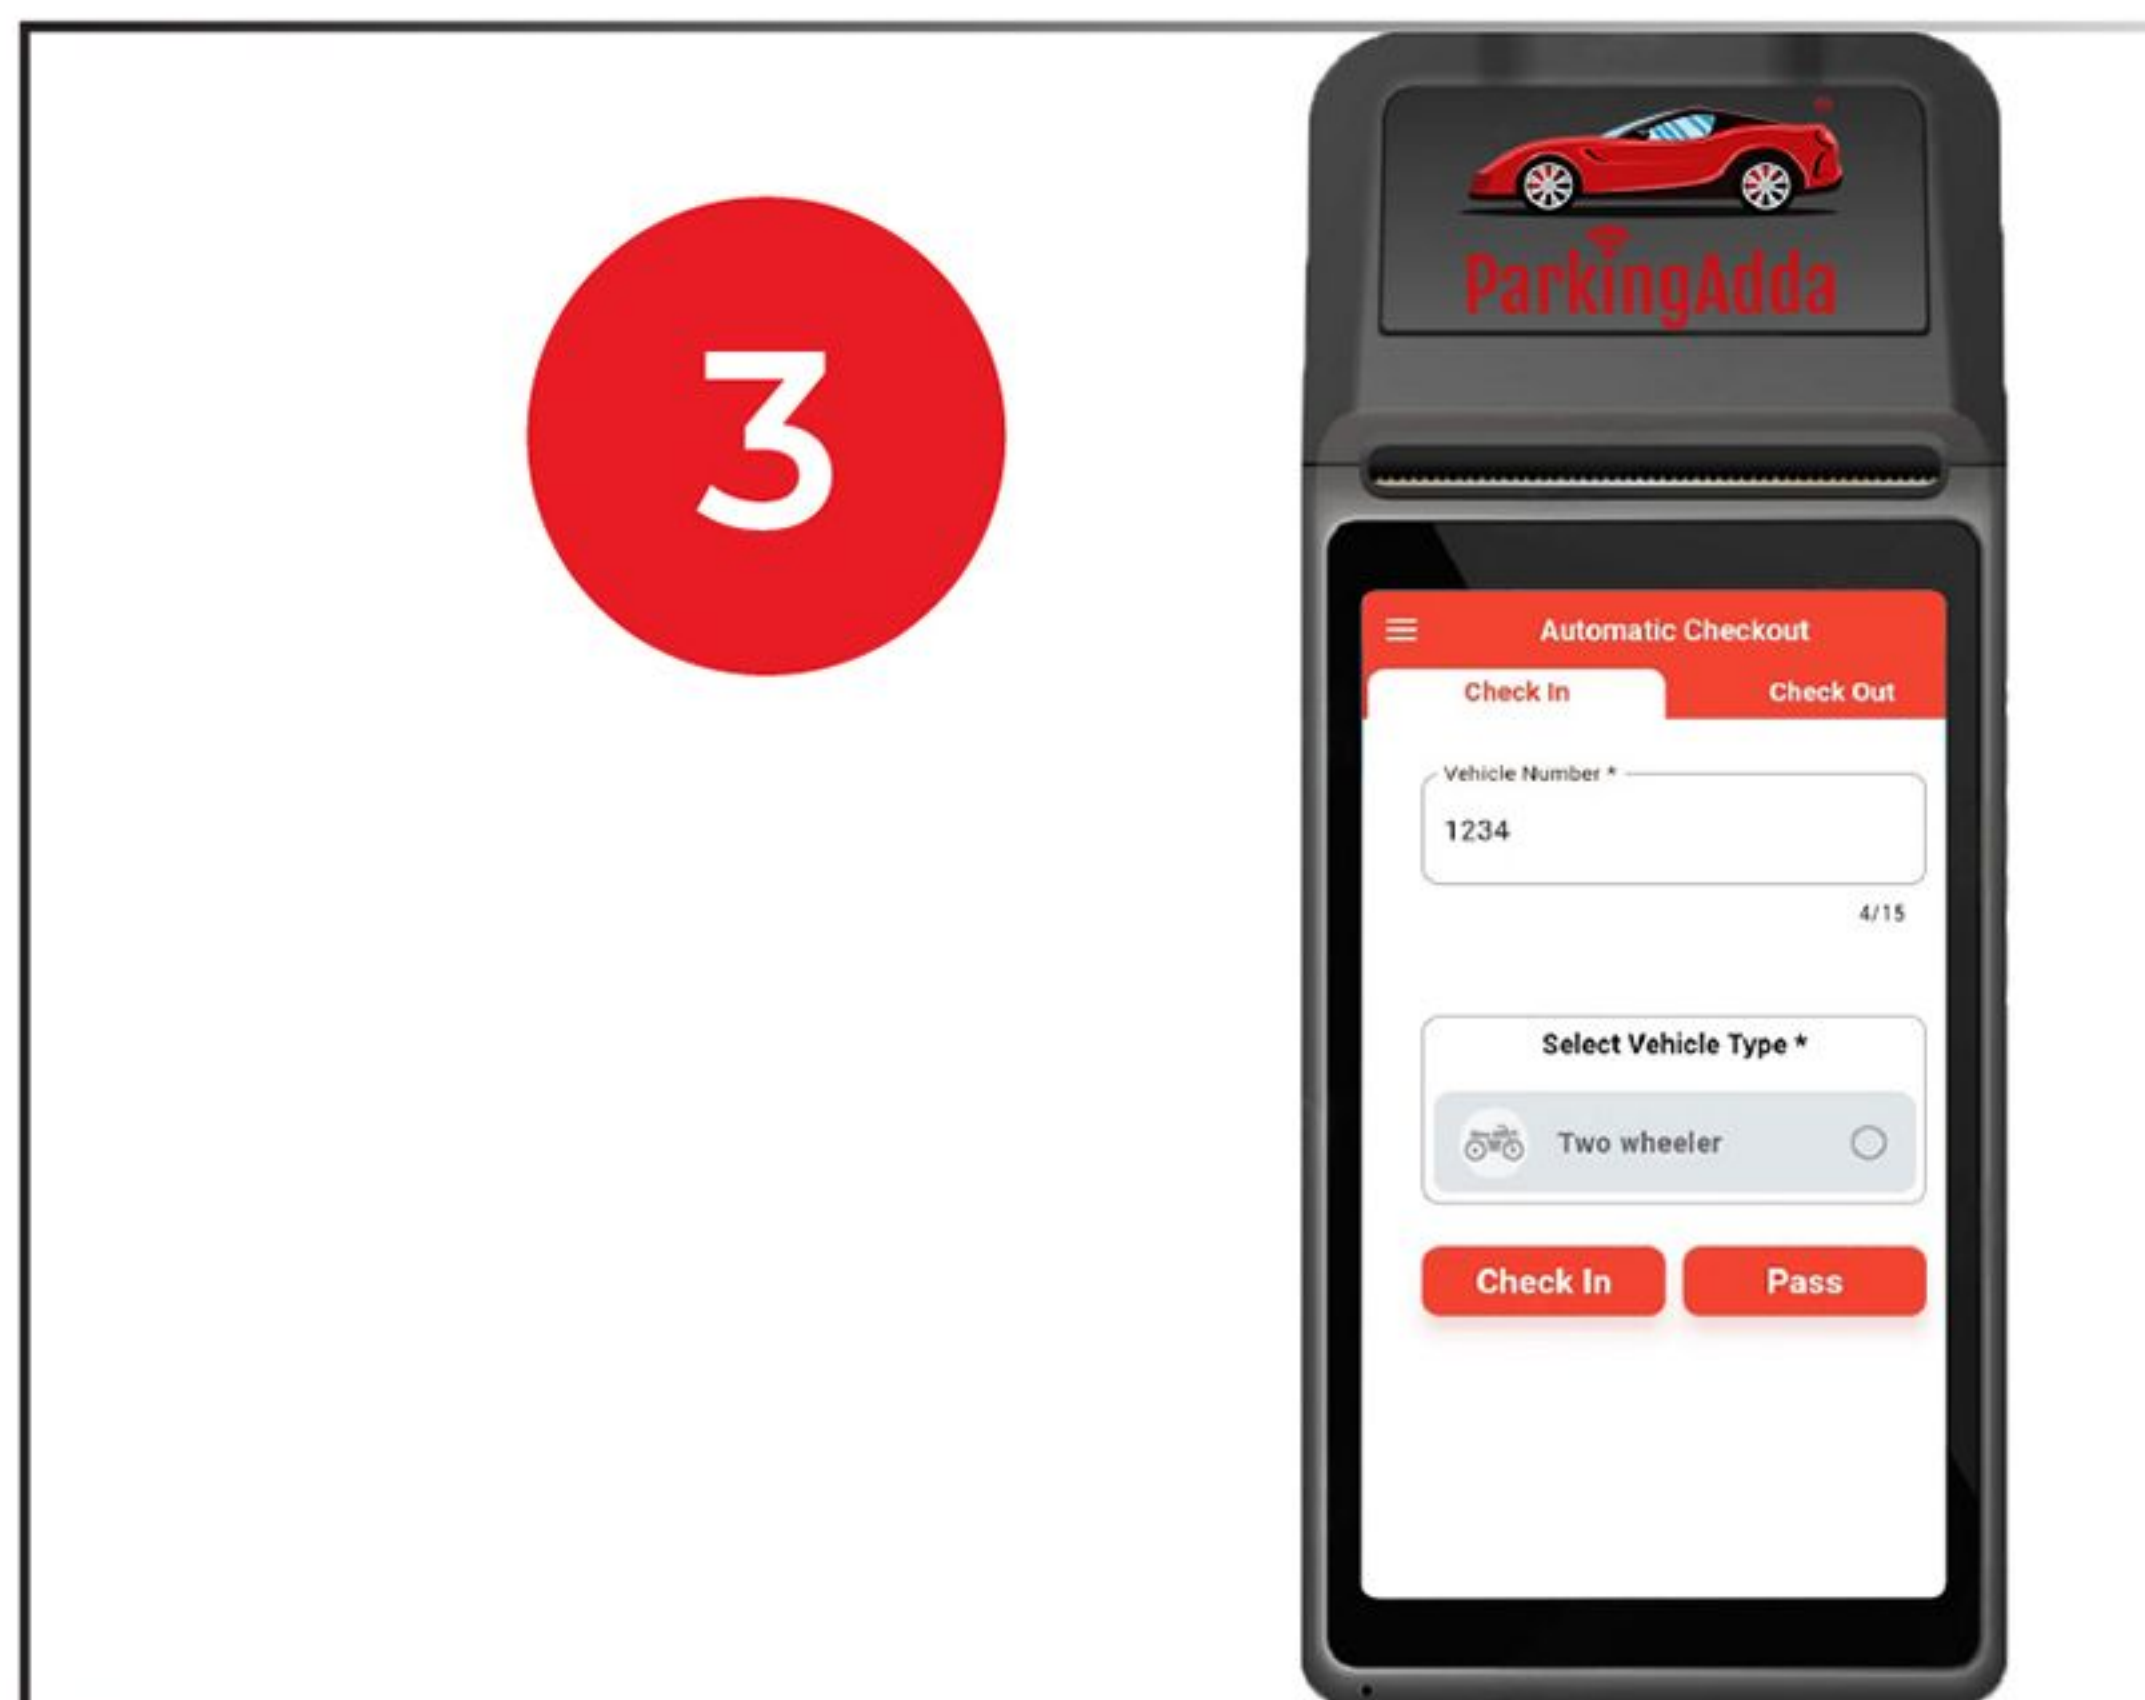 3
ParkingAdda
Automatic Checkout
Check In Check Out
Vehicle Number *
1234
4/15
Select Vehicle Type *
Two wheeler
Check In Pass